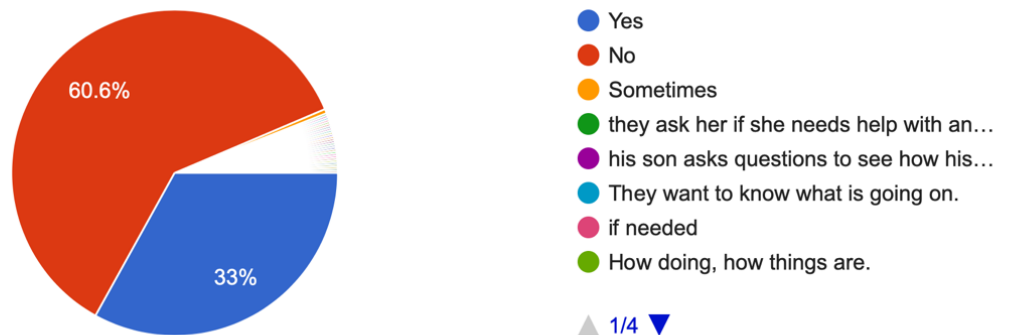 60.6%
33%
Yes
No
Sometimes
they ask her if she needs help with an…
his son asks questions to see how his…
They want to know what is going on.
if needed
How doing, how things are.
1/4